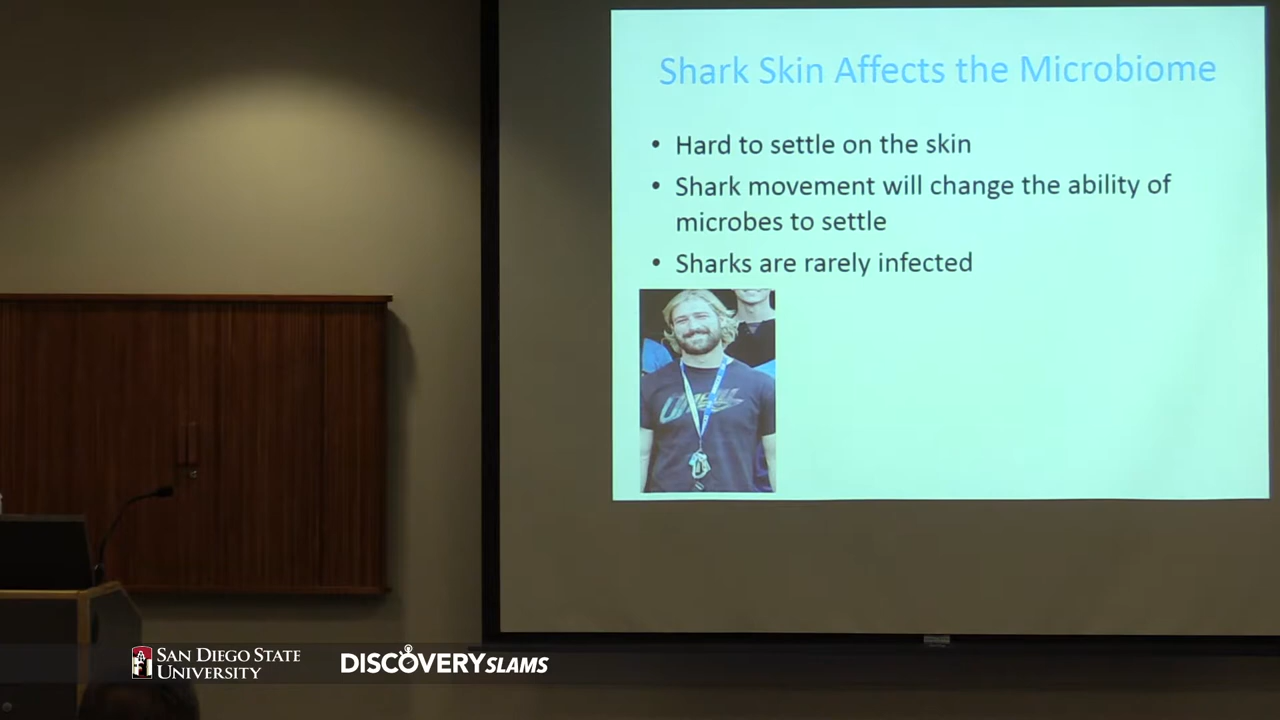 Shark Skin Affects the Microbiome
• Hard to settle on the skin
• Shark movement will change the ability of
microbes to settle
• Sharks are rarely infected
SAN DIEGO STATE
UNIVERSITY
DISCOVERY SLAMS